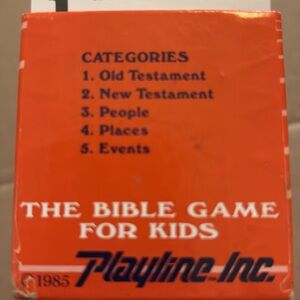 CATEGORIES
1. Old Testament
2. New Testament
3. People
4. Places
5. Events
THE BIBLE GAME
FOR KIDS
© 1985 Playline Inc.